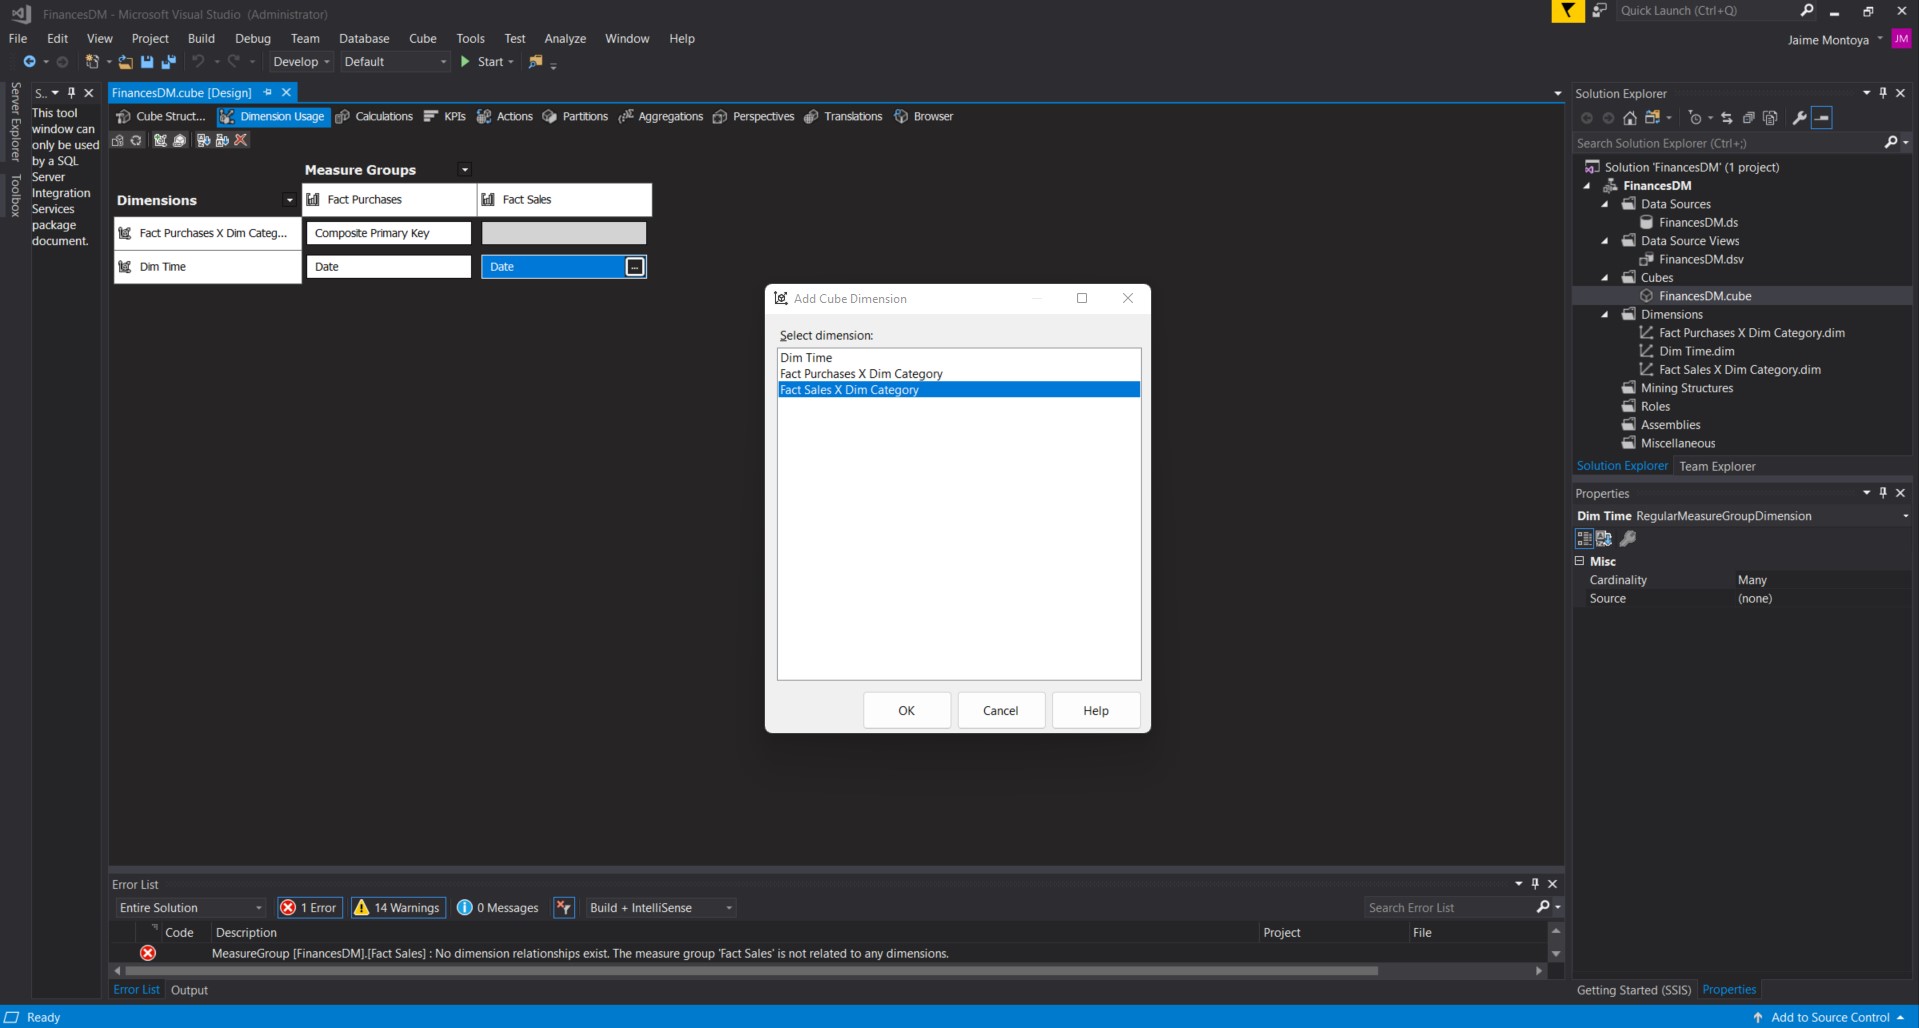 FinancesDM - Microsoft Visual Studio (Administrator)
Quick Launch (Ctrl+Q)
File Edit View Project Build Debug Team Database Cube Tools Test Analyze Window Help
Jaime Montoya JM
Develop Default Start
Server Explorer
Toolbox
S..
This tool
window can
only be used
by a SQL
Server
Integration
Services
package
document.
FinancesDM.cube [Design]
Cube Struct... Dimension Usage Calculations KPIs Actions Partitions Aggregations Perspectives Translations Browser
Measure Groups
Dimensions
Fact Purchases Fact Sales
Fact Purchases X Dim Categ... Composite Primary Key
Dim Time Date Date ...
Add Cube Dimension
Select dimension:
Dim Time
Fact Purchases X Dim Category
Fact Sales X Dim Category
OK Cancel Help
Solution Explorer
Search Solution Explorer (Ctrl+;)
Solution 'FinancesDM' (1 project)
FinancesDM
Data Sources
FinancesDM.ds
Data Source Views
FinancesDM.dsv
Cubes
FinancesDM.cube
Dimensions
Fact Purchases X Dim Category.dim
Dim Time.dim
Fact Sales X Dim Category.dim
Mining Structures
Roles
Assemblies
Miscellaneous
Solution Explorer Team Explorer
Properties
Dim Time RegularMeasureGroupDimension
Misc
Cardinality Many
Source (none)
Error List
Entire Solution 1 Error 14 Warnings 0 Messages Build + IntelliSense Search Error List
Code Description Project File
MeasureGroup [FinancesDM].[Fact Sales] : No dimension relationships exist. The measure group 'Fact Sales' is not related to any dimensions.
Error List Output
Getting Started (SSIS) Properties
Ready
Add to Source Control